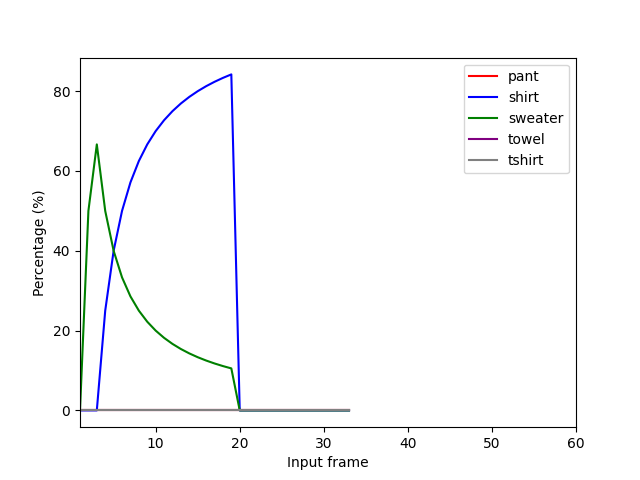 pant
shirt
sweater
towel
tshirt
Percentage (%)
80
60
40
20
0
10 20 30 40 50 60
Input frame